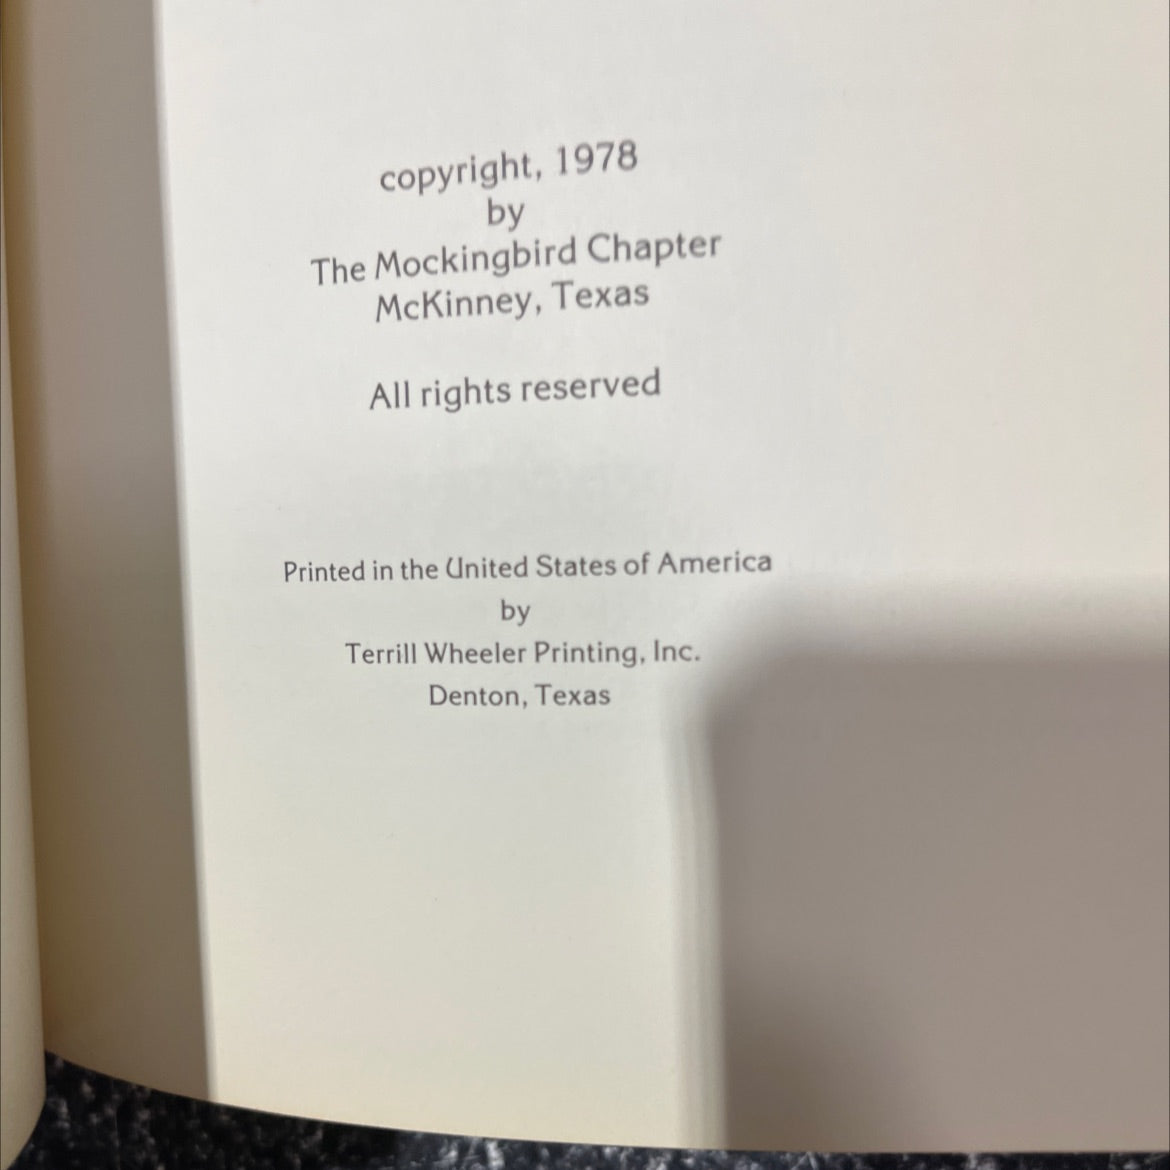 copyright, 1978
by
The Mockingbird Chapter
McKinney, Texas
All rights reserved
Printed in the United States of America
by
Terrill Wheeler Printing, Inc.
Denton, Texas